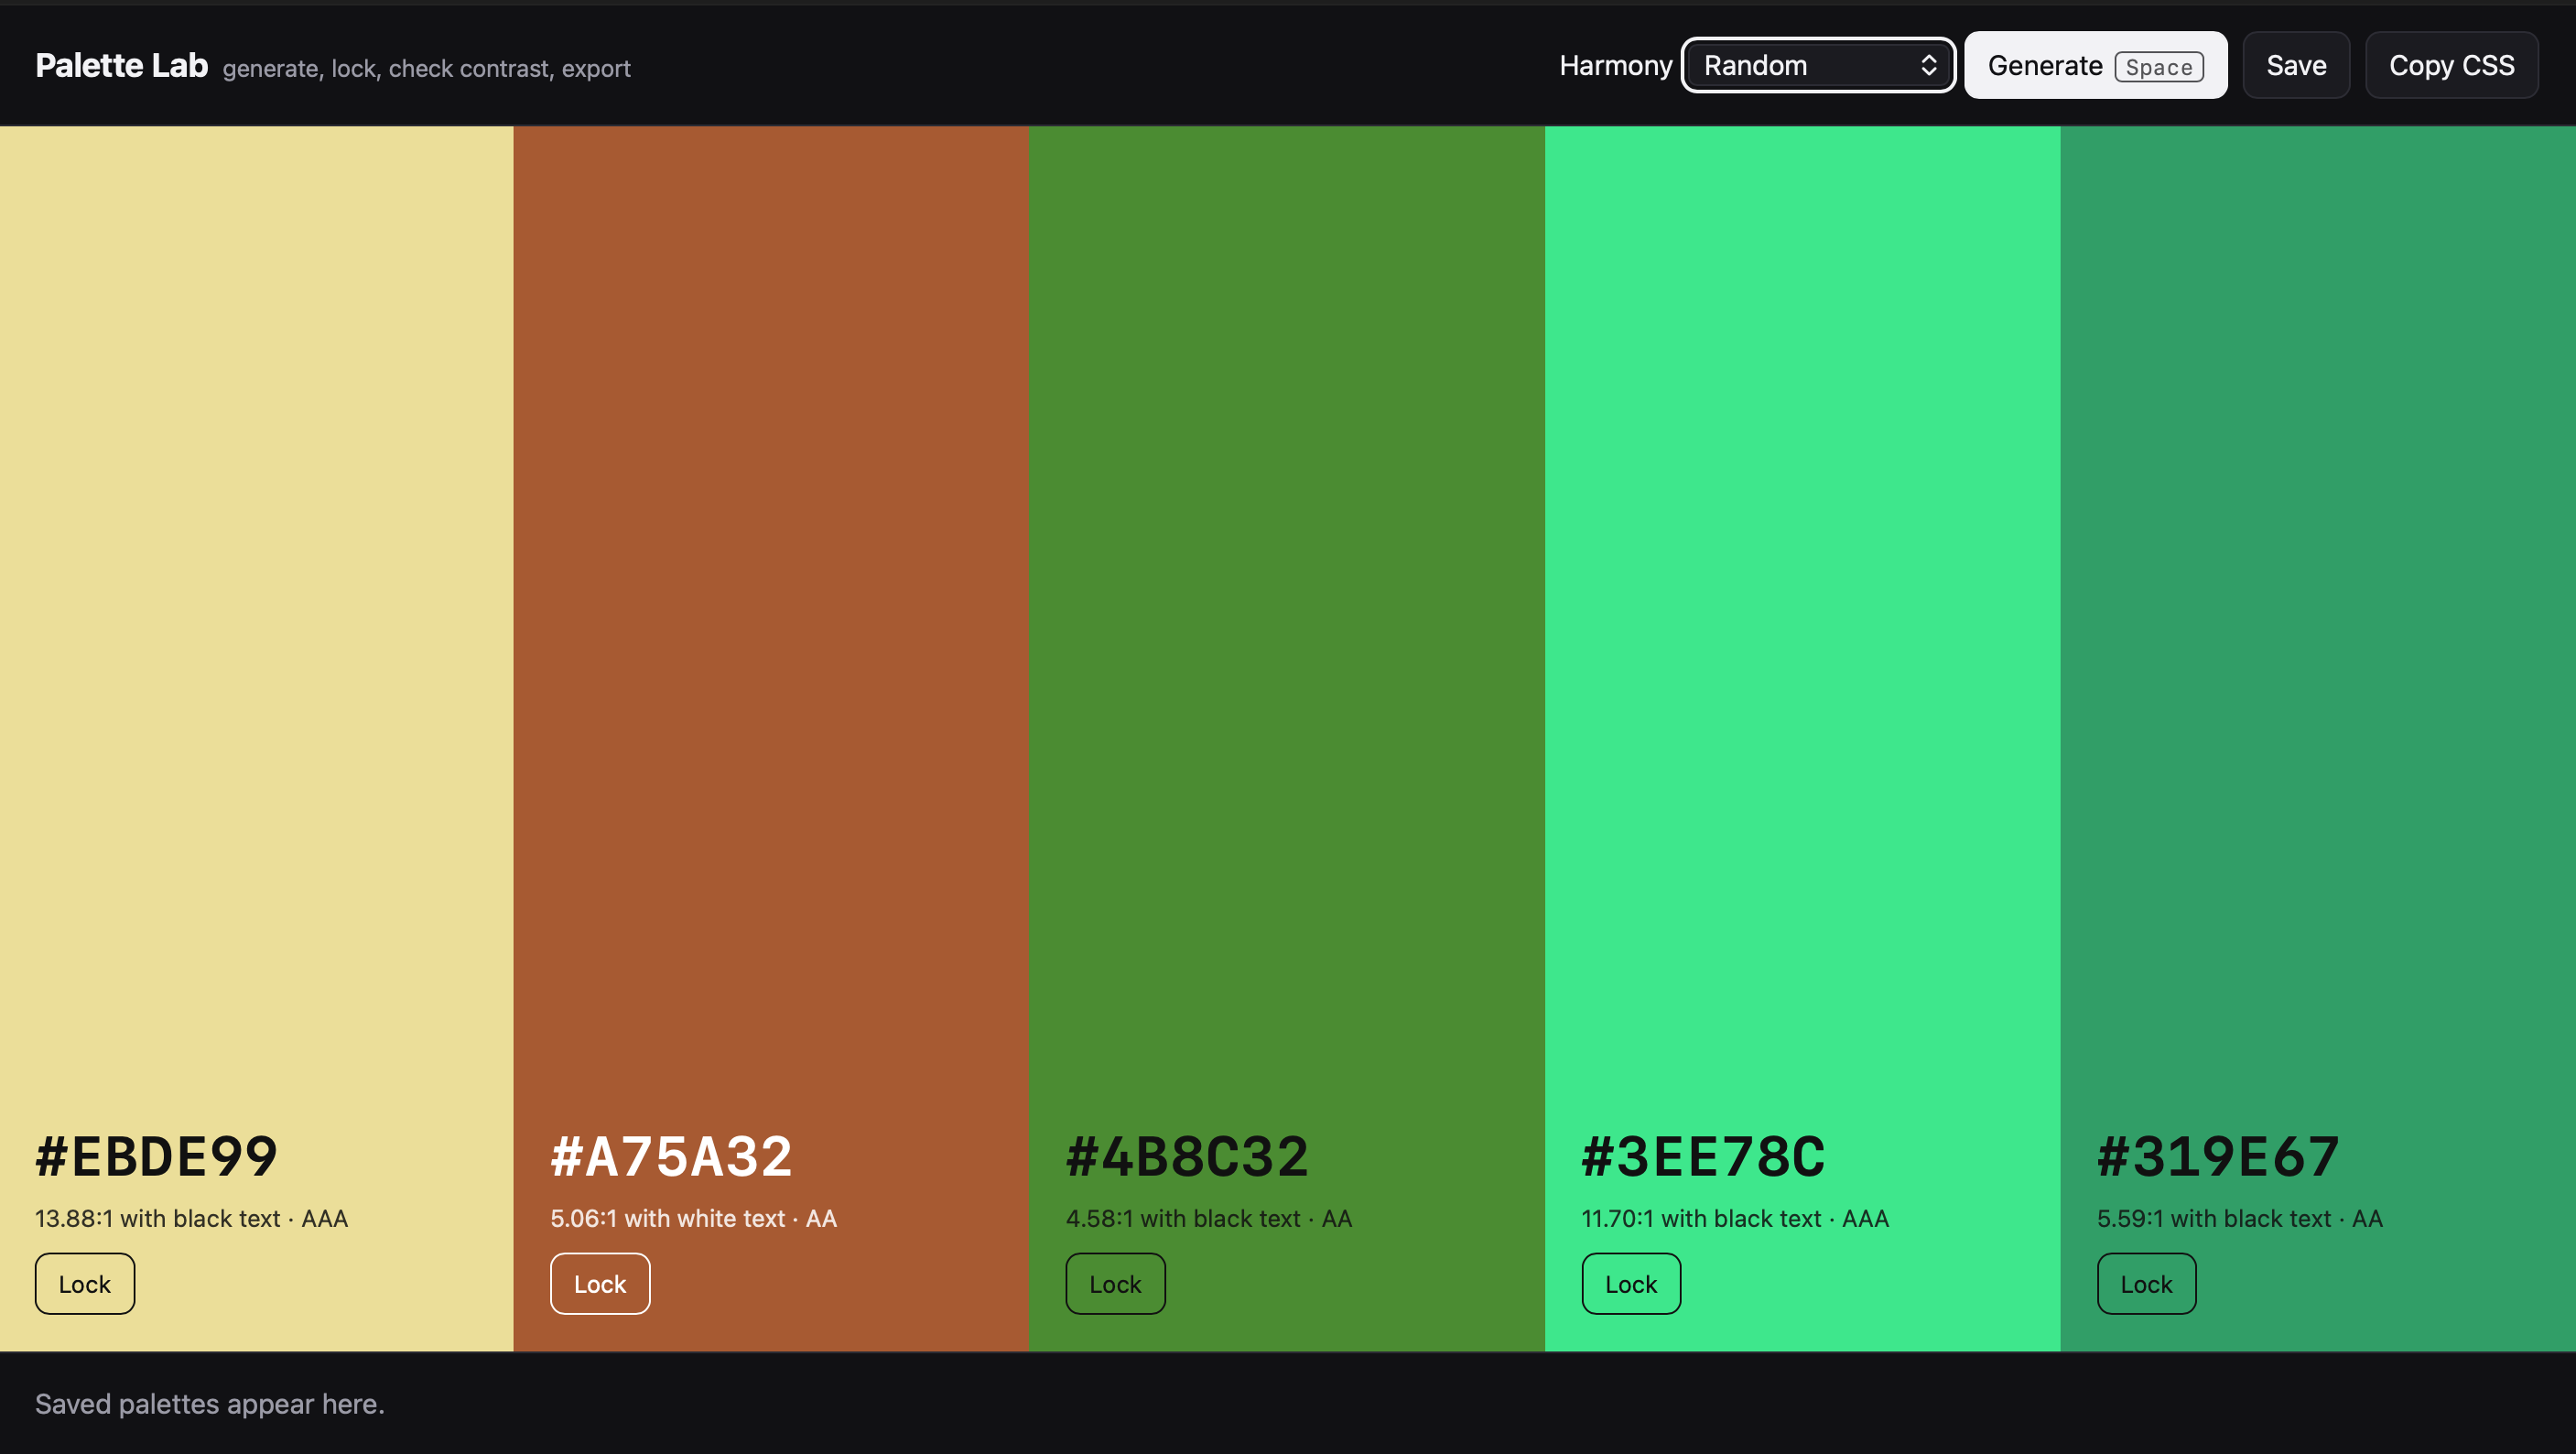 Palette Lab generate, lock, check contrast, export
Harmony Random Generate Space Save Copy CSS
#EBDE99
13.88:1 with black text · AAA
Lock
#A75A32
5.06:1 with white text · AA
Lock
#4B8C32
4.58:1 with black text · AA
Lock
#3EE78C
11.70:1 with black text · AAA
Lock
#319E67
5.59:1 with black text · AA
Lock
Saved palettes appear here.